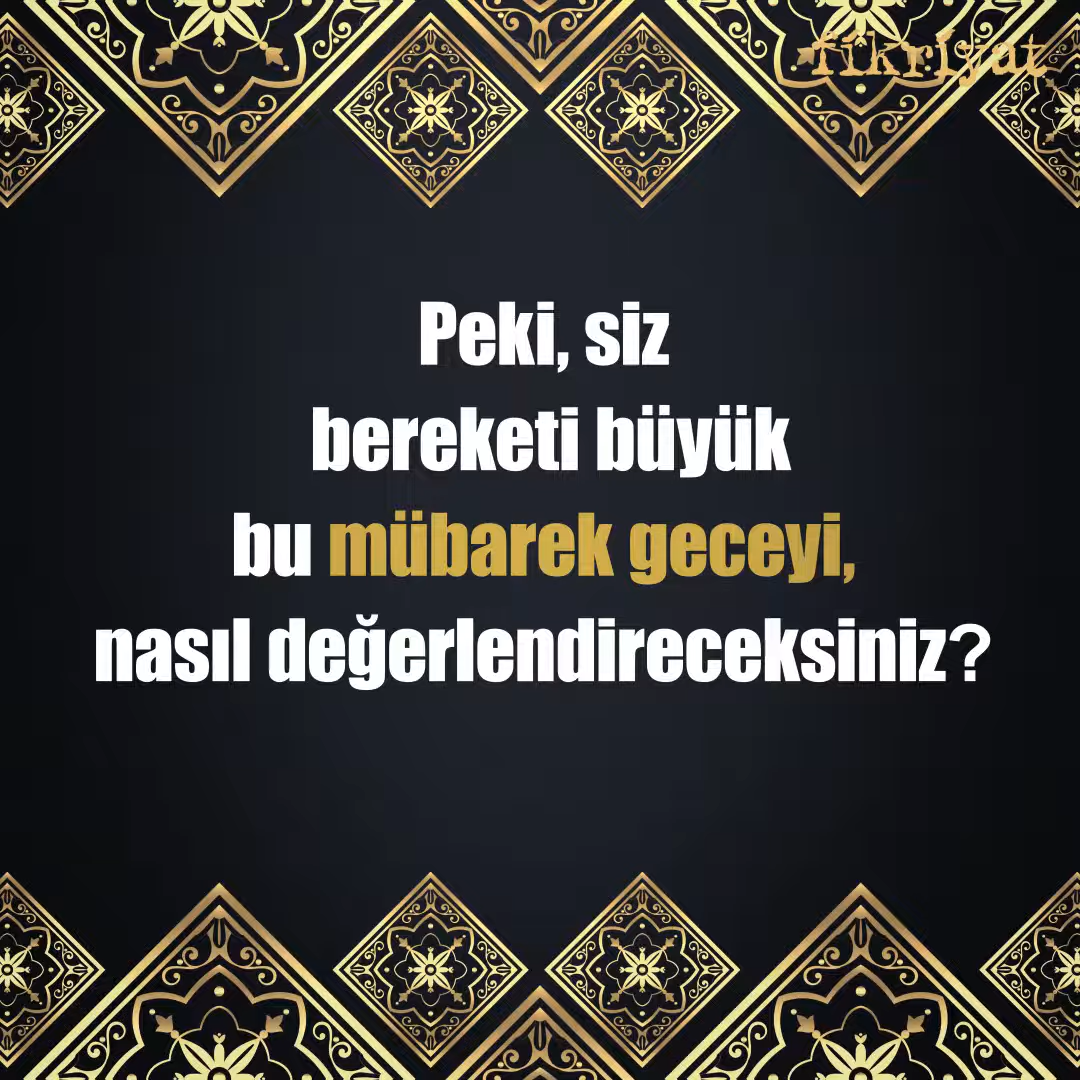 fikriyat
Peki, siz
bereketi büyük
bu mübarek geceyi,
nasıl değerlendireceksiniz?